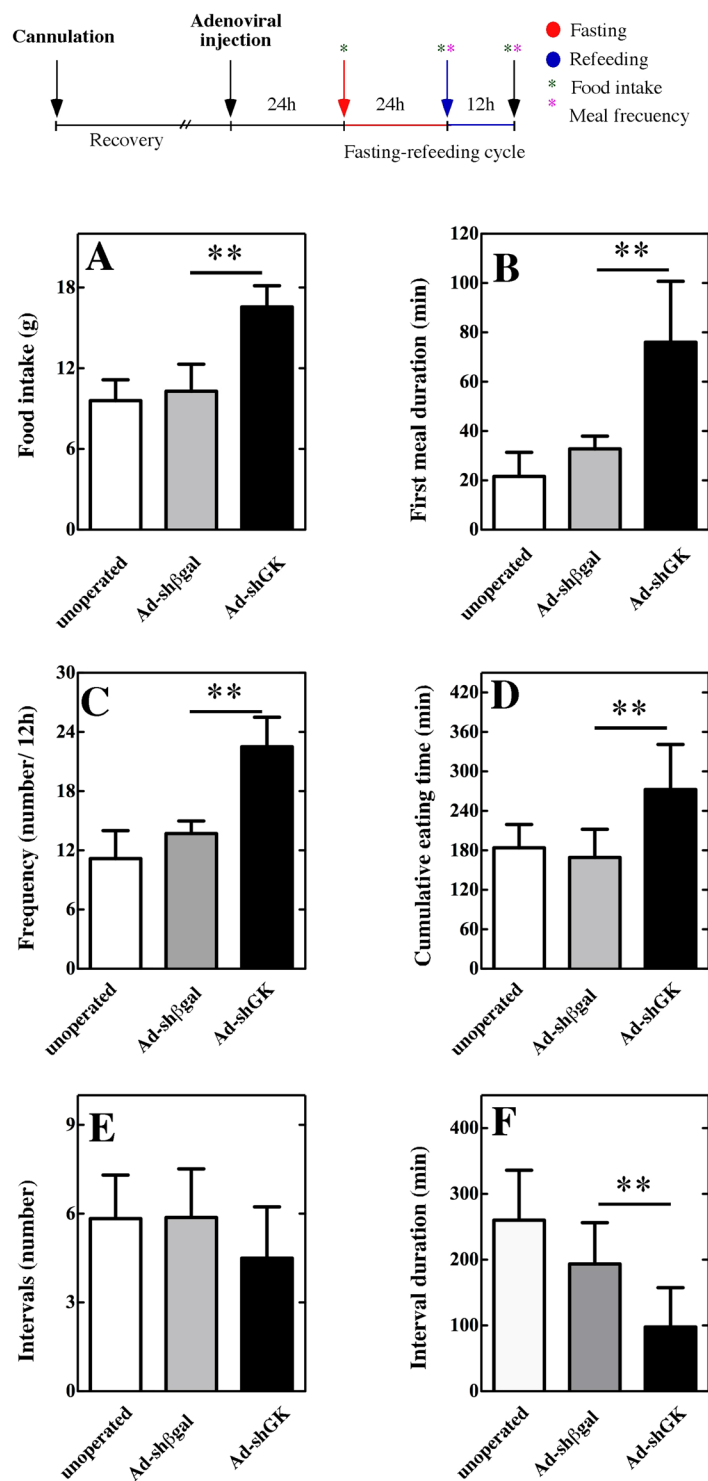 Cannulation
Adenoviral
injection
Fasting
Refeeding
* Food intake
* Meal frecuency
*
* *
* *
24h
24h
12h
Recovery
Fasting-refeeding cycle
A
**
Food intake (g)
18
12
6
0
unoperated
Ad-shβgal
Ad-shGK
B
**
First meal duration (min)
120
100
80
60
40
20
0
unoperated
Ad-shβgal
Ad-shGK
C
**
Frequency (number/ 12h)
30
24
18
12
6
0
unoperated
Ad-shβgal
Ad-shGK
D
**
Cumulative eating time (min)
420
360
300
240
180
120
60
0
unoperated
Ad-shβgal
Ad-shGK
E
Intervals (number)
9
6
3
0
unoperated
Ad-shβgal
Ad-shGK
F
**
Interval duration (min)
400
300
200
100
0
unoperated
Ad-shβgal
Ad-shGK